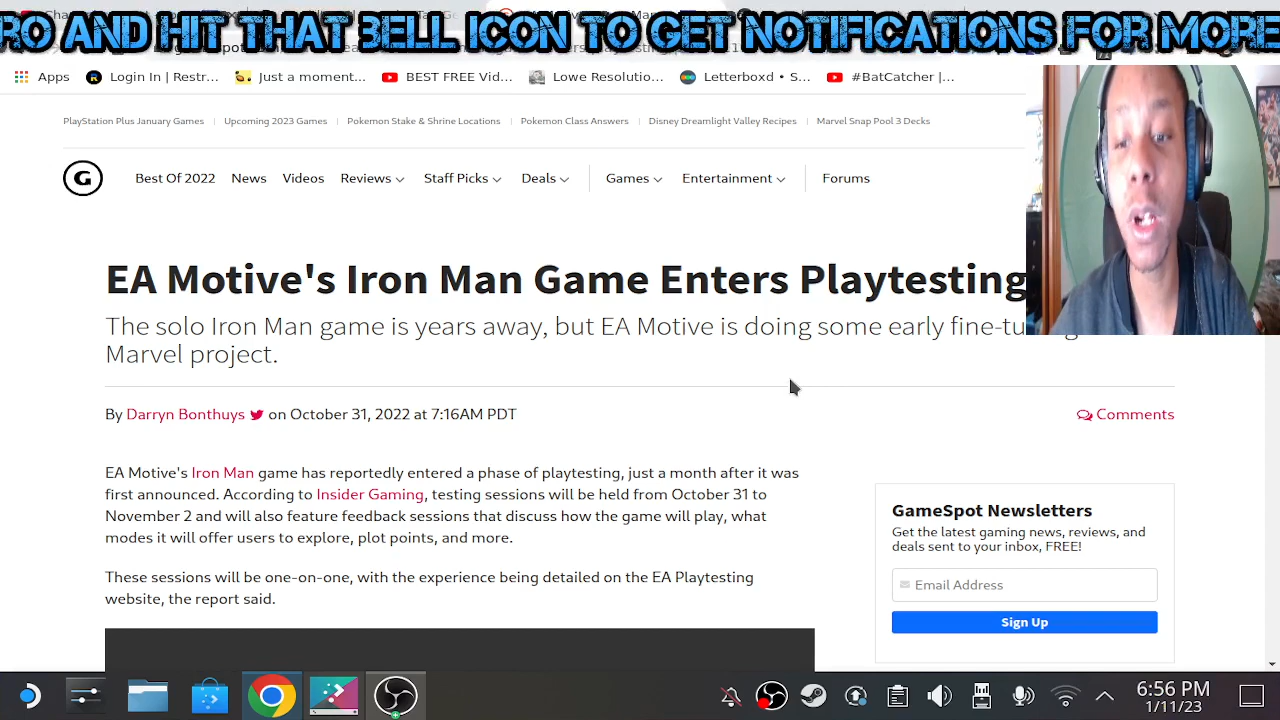 RO AND HIT THAT BELL ICON TO GET NOTIFICATIONS FOR MORE
Apps
Login In | Restr...
Just a moment...
BEST FREE Vid...
Lowe Resolutio...
Letterboxd • S...
#BatCatcher |...
PlayStation Plus January Games
Upcoming 2023 Games
Pokemon Stake & Shrine Locations
Pokemon Class Answers
Disney Dreamlight Valley Recipes
Marvel Snap Pool 3 Decks
G
Best Of 2022
News
Videos
Reviews
Staff Picks
Deals
Games
Entertainment
Forums
EA Motive's Iron Man Game Enters Playtesting
The solo Iron Man game is years away, but EA Motive is doing some early fine-tu
Marvel project.
By Darryn Bonthuys on October 31, 2022 at 7:16AM PDT
Comments
EA Motive's Iron Man game has reportedly entered a phase of playtesting, just a month after it was
first announced. According to Insider Gaming, testing sessions will be held from October 31 to
November 2 and will also feature feedback sessions that discuss how the game will play, what
modes it will offer users to explore, plot points, and more.
These sessions will be one-on-one, with the experience being detailed on the EA Playtesting
website, the report said.
GameSpot Newsletters
Get the latest gaming news, reviews, and
deals sent to your inbox, FREE!
Email Address
Sign Up
6:56 PM
1/11/23